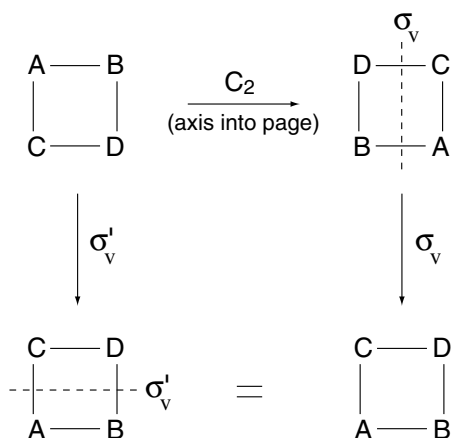 σv
A B
D C
C2
(axis into page)
C D
B A
σ'v
σv
C D
C D
σ'v
=
A B
A B